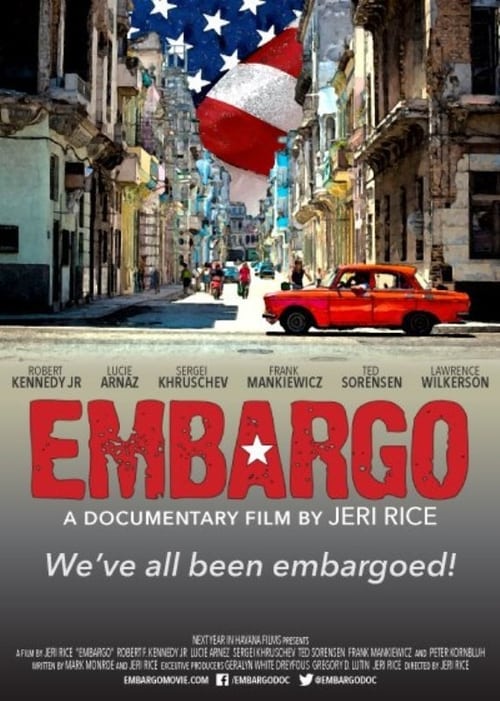 ROBERT KENNEDY JR LUCIE ARNAZ SERGEI KHRUSCHEV FRANK MANKIEWICZ TED SORENSEN LAWRENCE WILKERSON
EMBARGO
A DOCUMENTARY FILM BY JERI RICE
We've all been embargoed!
NEXT YEAR IN HAVANA FILMS PRESENTS
A FILM BY JERI RICE "EMBARGO" ROBERT F. KENNEDY JR LUCIE ARNEZ SERGEI KHRUSCHEV TED SORENSEN FRANK MANKIEWICZ AND PETER KORNBLUH
WRITTEN BY MARK MONROE AND JERI RICE EXCEUTIVE PRODUCERS GERALYN WHITE DREYFOUS GREGORY D. LUTIN JERI RICE DIRECTED BY JERI RICE
EMBARGOMOVIE.COM /EMBARGODOC @EMBARGODOC